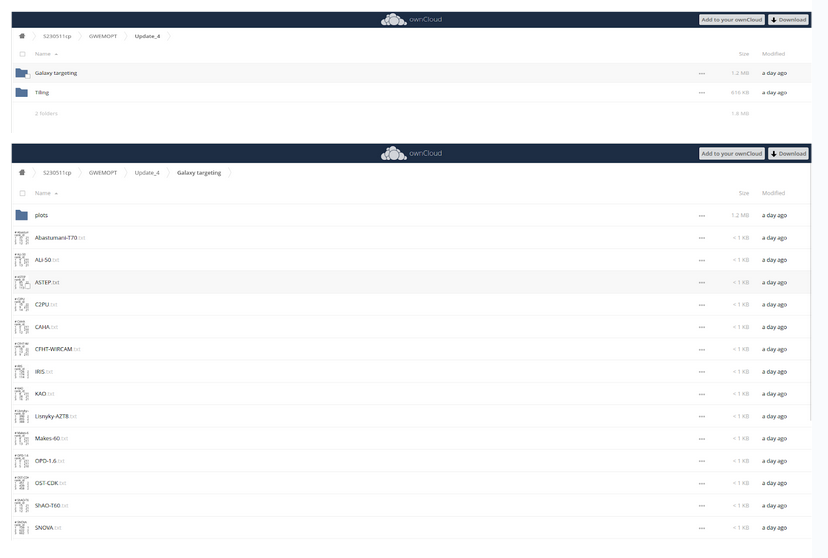 ownCloud
Add to your ownCloud Download
S230511cp GWEMOPT Update_4
Name Size Modified
Galaxy targeting ... 1.2 MB a day ago
Tiling ... 616 KB a day ago
2 folders 1.8 MB
ownCloud
Add to your ownCloud Download
S230511cp GWEMOPT Update_4 Galaxy targeting
Name Size Modified
plots ... 1.2 MB a day ago
Abastumani-T70.txt ... < 1 KB a day ago
ALi-50.txt ... < 1 KB a day ago
ASTEP.txt ... < 1 KB a day ago
C2PU.txt ... < 1 KB a day ago
CAHA.txt ... < 1 KB a day ago
CFHT-WIRCAM.txt ... < 1 KB a day ago
IRIS.txt ... < 1 KB a day ago
KAO.txt ... < 1 KB a day ago
Lisnyky-AZT8.txt ... < 1 KB a day ago
Makes-60.txt ... < 1 KB a day ago
OPD-1.6.txt ... < 1 KB a day ago
OST-CDK.txt ... < 1 KB a day ago
ShAO-T60.txt ... < 1 KB a day ago
SNOVA.txt ... < 1 KB a day ago